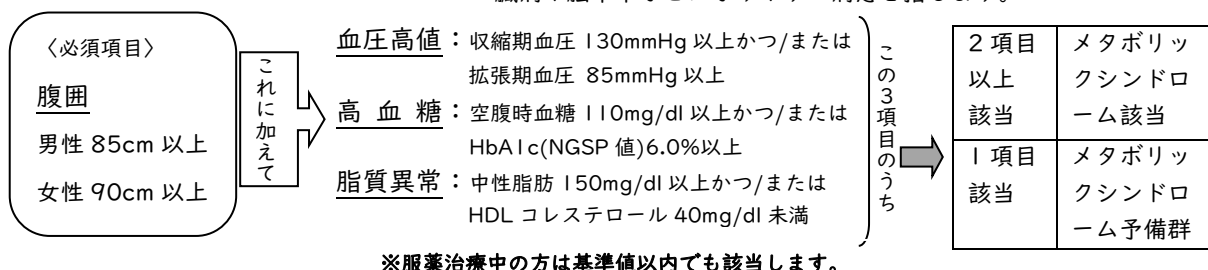 〈必須項目〉
腹囲
男性 85cm 以上
女性 90cm 以上
これに加えて
血圧高値：収縮期血圧 130mmHg 以上かつ/または
拡張期血圧 85mmHg 以上
高 血 糖：空腹時血糖 110mg/dl 以上かつ/または
HbA1c(NGSP 値)6.0%以上
脂質異常：中性脂肪 150mg/dl 以上かつ/または
HDL コレステロール 40mg/dl 未満
この３項目のうち
２項目
以上
該当
メタボリッ
クシンドロ
ーム該当
１項目
該当
メタボリッ
クシンドロ
ーム予備群
※服薬治療中の方は基準値以内でも該当します。